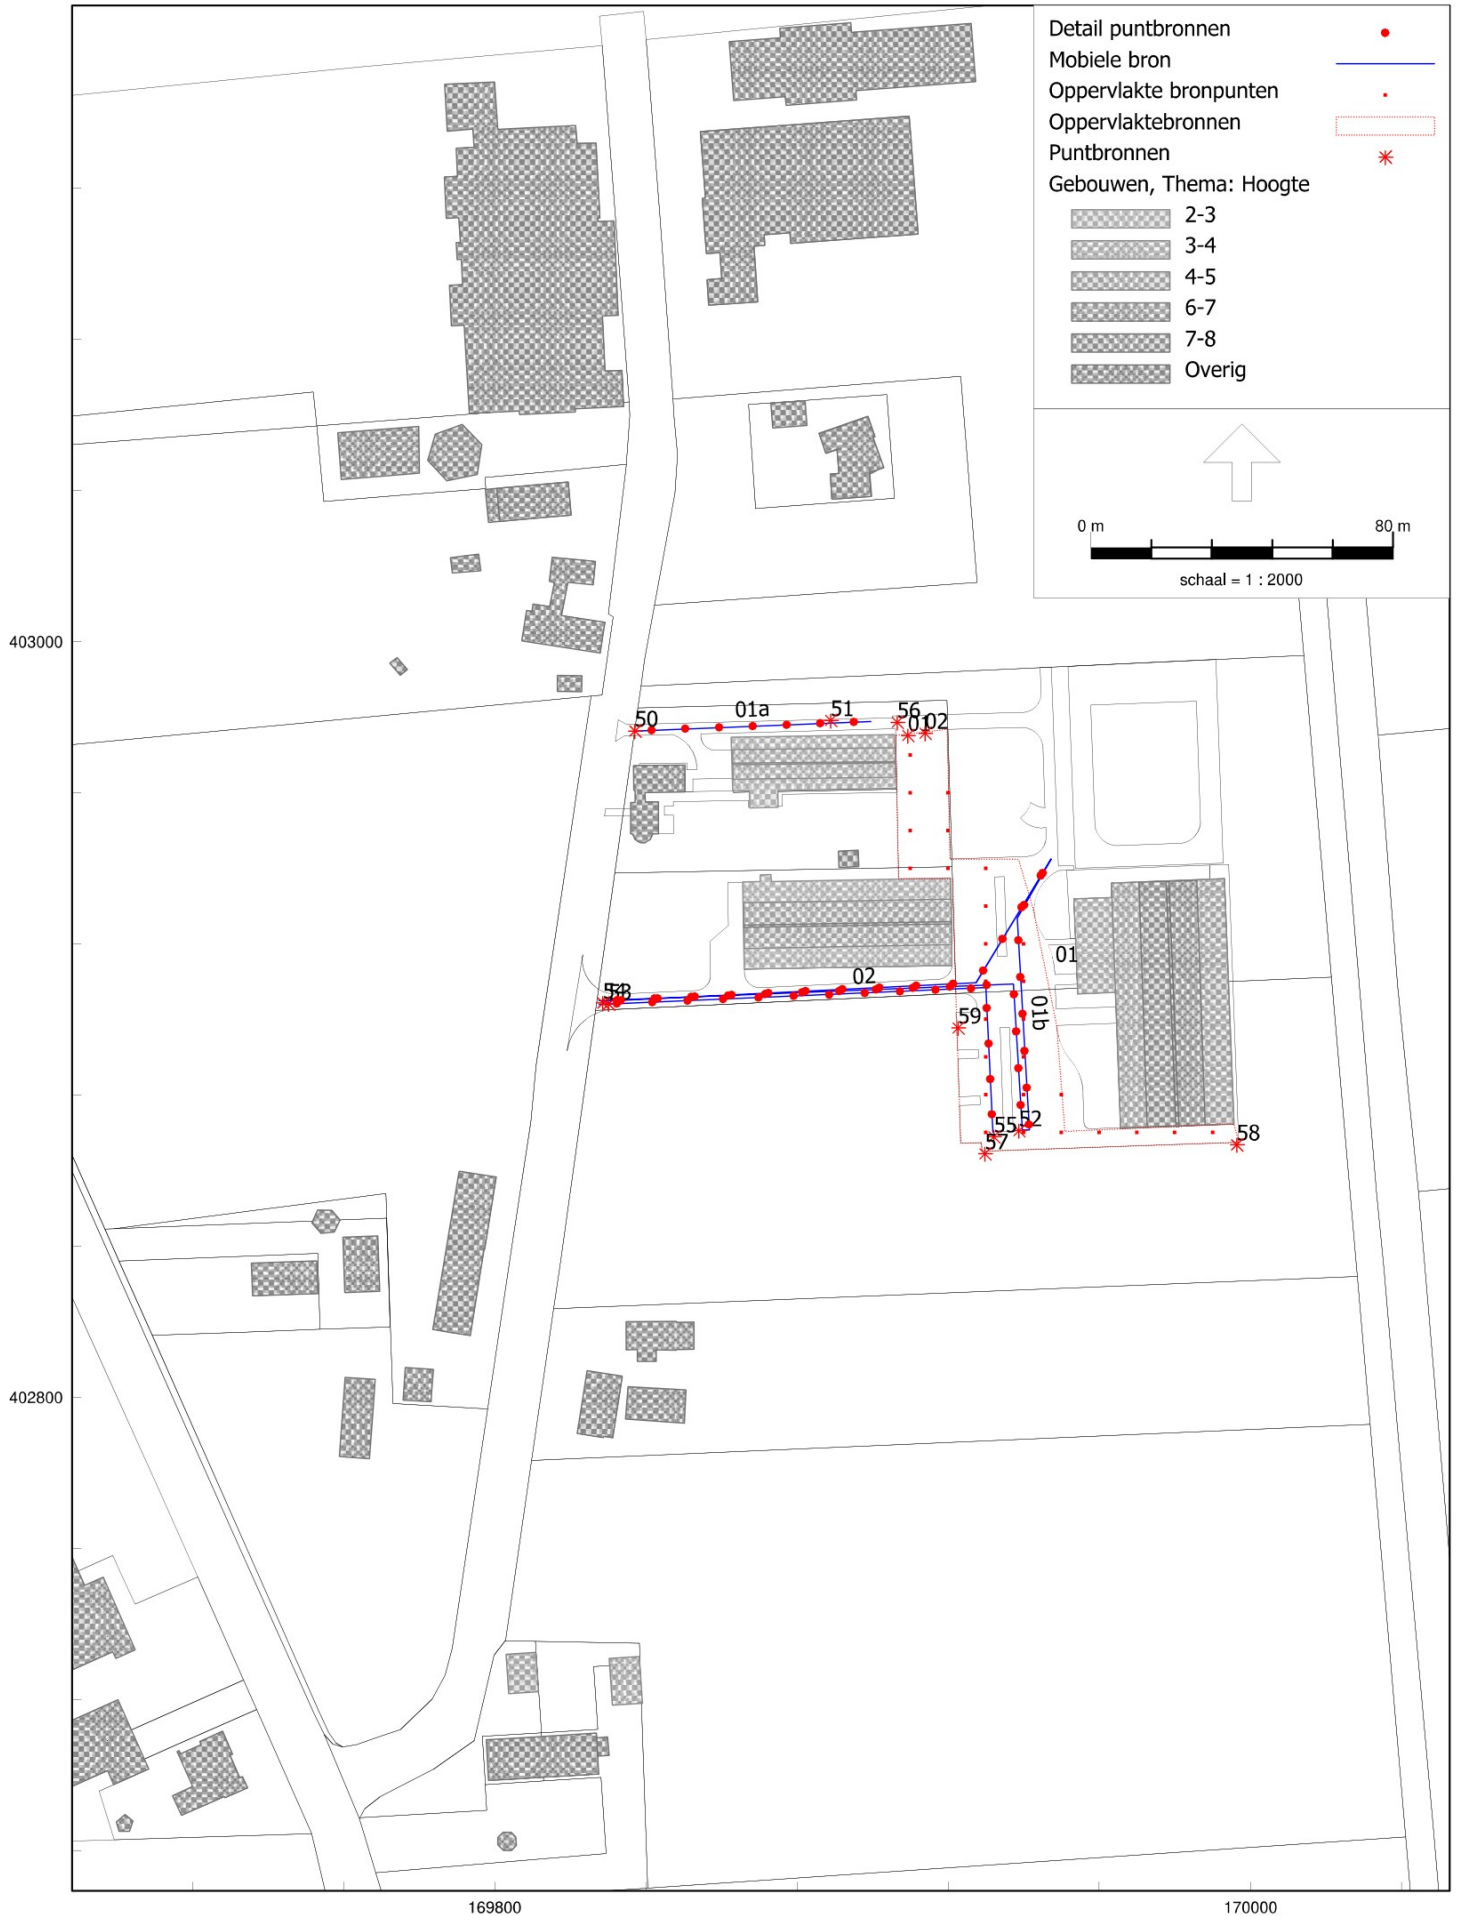 Detail puntbronnen
Mobiele bron
Oppervlakte bronpunten
Oppervlaktebronnen
Puntbronnen
Gebouwen, Thema: Hoogte
2-3
3-4
4-5
6-7
7-8
Overig
0 m 80 m
schaal = 1 : 2000
403000
50
01a
51
56
01
02
01
02
53
59
01b
55
52
57
58
402800
169800
170000